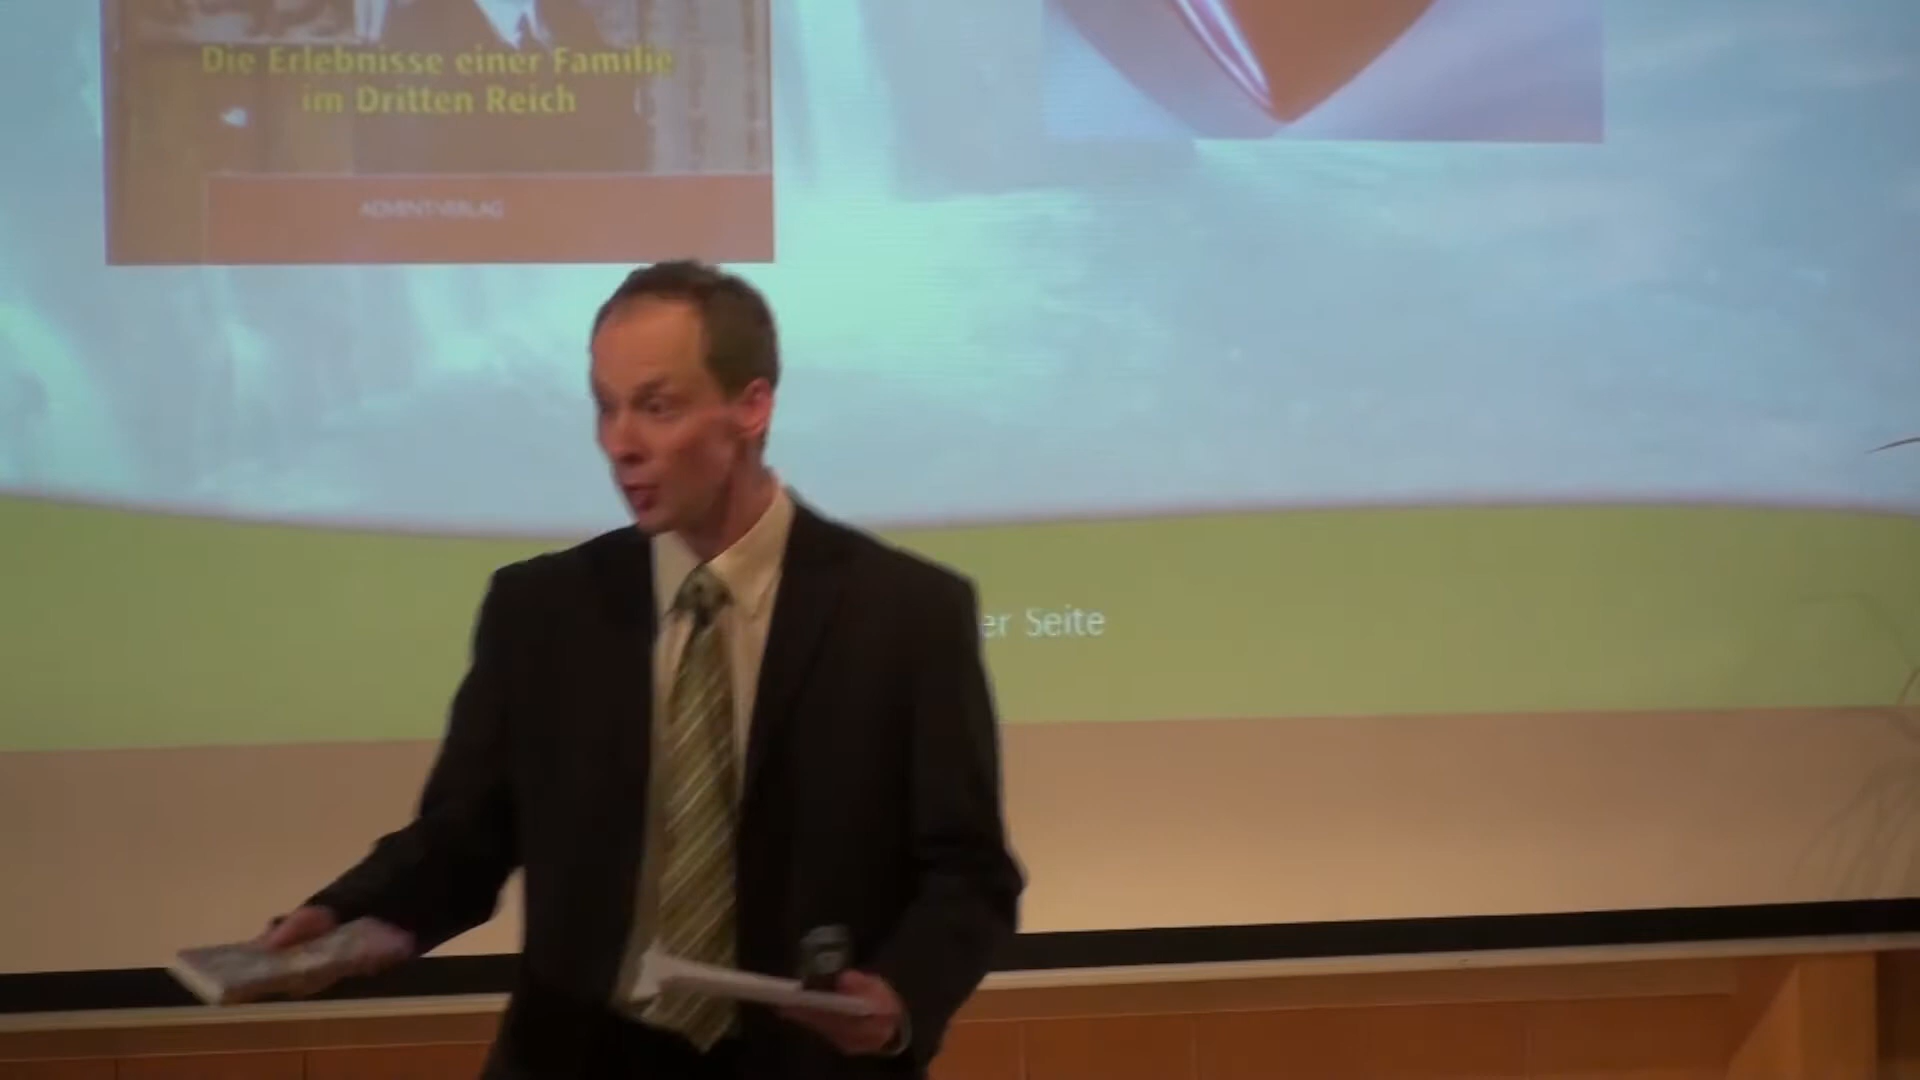 Die Erlebnisse einer Familie
im Dritten Reich
ADVENT-VERLAG
er Seite